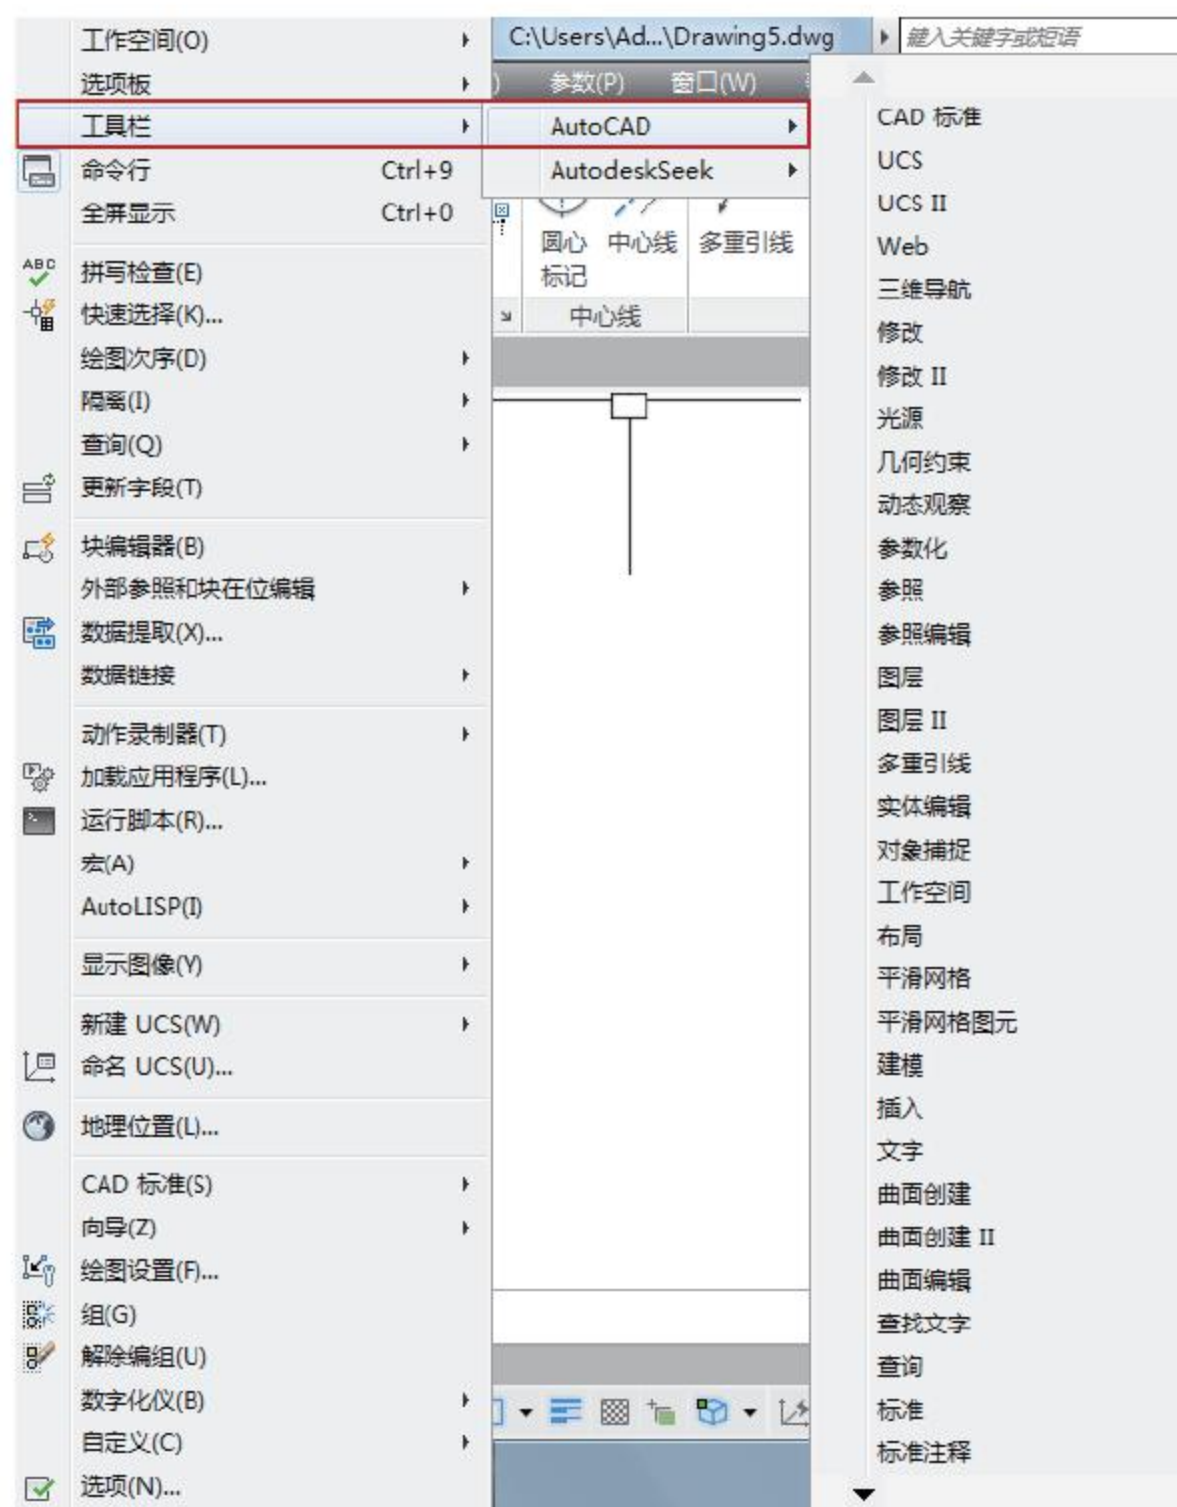 工作空间(O)
选项板
工具栏
命令行 Ctrl+9
全屏显示 Ctrl+0
ABC
拼写检查(E)
快速选择(K)...
绘图次序(D)
隔离(I)
查询(Q)
更新字段(T)
块编辑器(B)
外部参照和块在位编辑
数据提取(X)...
数据链接
动作录制器(T)
加载应用程序(L)...
运行脚本(R)...
宏(A)
AutoLISP(I)
显示图像(Y)
新建 UCS(W)
命名 UCS(U)...
地理位置(L)...
CAD 标准(S)
向导(Z)
绘图设置(F)...
组(G)
解除编组(U)
数字化仪(B)
自定义(C)
选项(N)...
C:\Users\Ad...\Drawing5.dwg
键入关键字或短语
参数(P) 窗口(W)
AutoCAD
AutodeskSeek
圆心 中心线 多重引线
标记
中心线
CAD 标准
UCS
UCS II
Web
三维导航
修改
修改 II
光源
几何约束
动态观察
参数化
参照
参照编辑
图层
图层 II
多重引线
实体编辑
对象捕捉
工作空间
布局
平滑网格
平滑网格图元
建模
插入
文字
曲面创建
曲面创建 II
曲面编辑
查找文字
查询
标准
标准注释